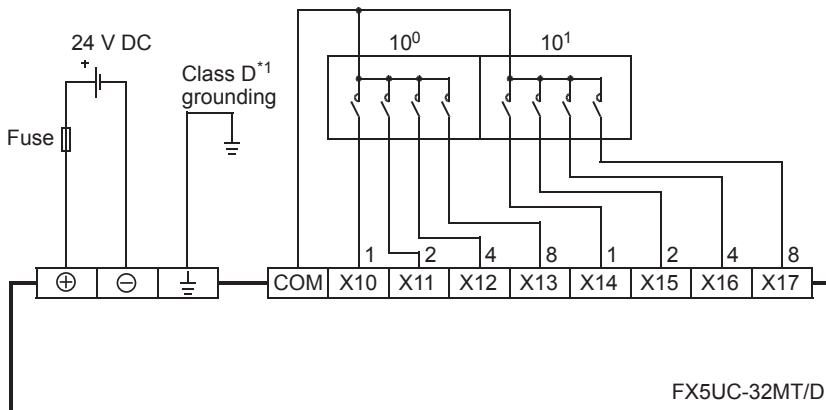 24 V DC
+
Class D*1
grounding
Fuse
10⁰ 10¹
1 2 4 8 1 2 4 8
+ − COM X10 X11 X12 X13 X14 X15 X16 X17
FX5UC-32MT/D